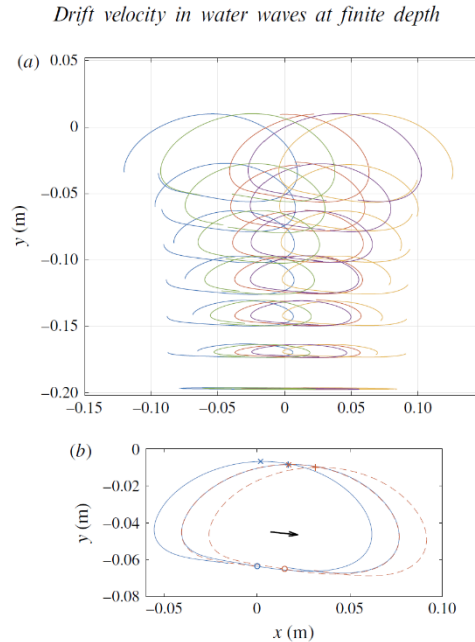 Drift velocity in water waves at finite depth
(a)
0.05
0
−0.05
−0.10
−0.15
−0.20
y (m)
−0.15 −0.10 −0.05 0 0.05 0.10
(b)
0
−0.02
−0.04
−0.06
−0.08
y (m)
−0.05 0 0.05 0.10
x (m)